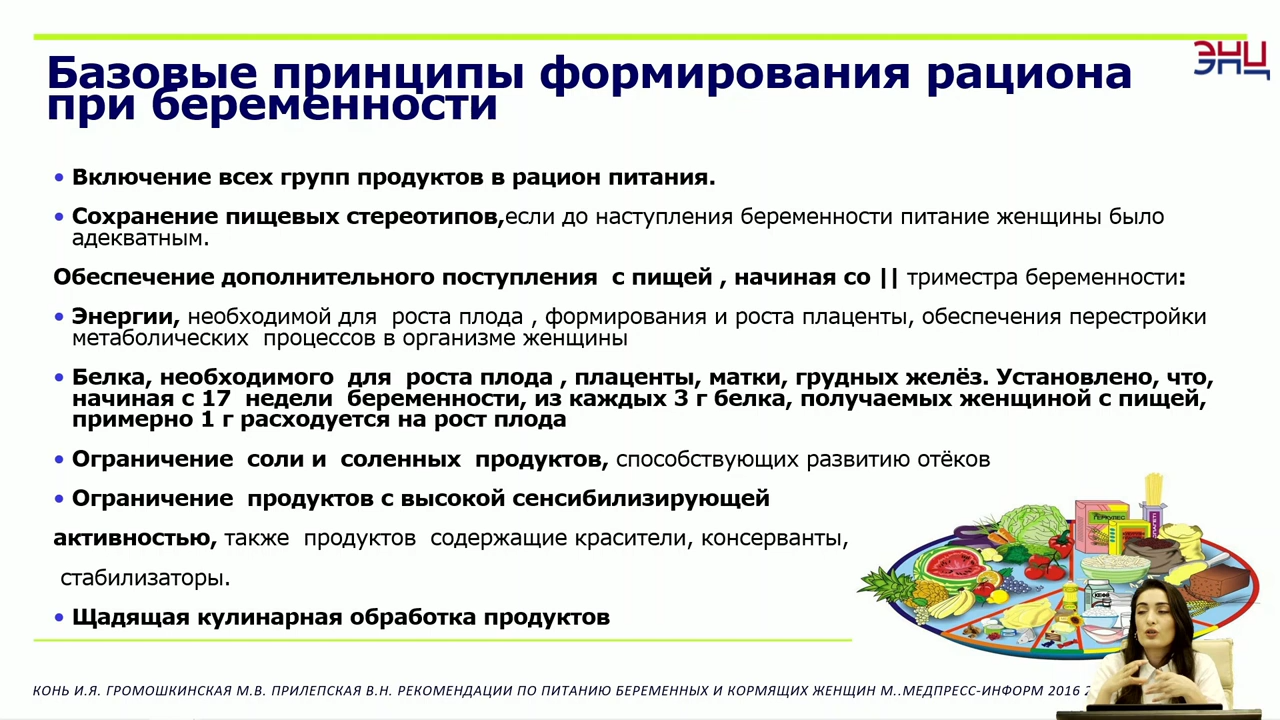 ЭНЦ
Базовые принципы формирования рациона
при беременности
• Включение всех групп продуктов в рацион питания.
• Сохранение пищевых стереотипов,если до наступления беременности питание женщины было
адекватным.
Обеспечение дополнительного поступления с пищей , начиная со || триместра беременности:
• Энергии, необходимой для роста плода , формирования и роста плаценты, обеспечения перестройки
метаболических процессов в организме женщины
• Белка, необходимого для роста плода , плаценты, матки, грудных желёз. Установлено, что,
начиная с 17 недели беременности, из каждых 3 г белка, получаемых женщиной с пищей,
примерно 1 г расходуется на рост плода
• Ограничение соли и соленных продуктов, способствующих развитию отёков
• Ограничение продуктов с высокой сенсибилизирующей
активностью, также продуктов содержащие красители, консерванты,
стабилизаторы.
• Щадящая кулинарная обработка продуктов
КОНЬ И.Я. ГРОМОШКИНСКАЯ М.В. ПРИЛЕПСКАЯ В.Н. РЕКОМЕНДАЦИИ ПО ПИТАНИЮ БЕРЕМЕННЫХ И КОРМЯЩИХ ЖЕНЩИН М..МЕДПРЕСС-ИНФОРМ 2016